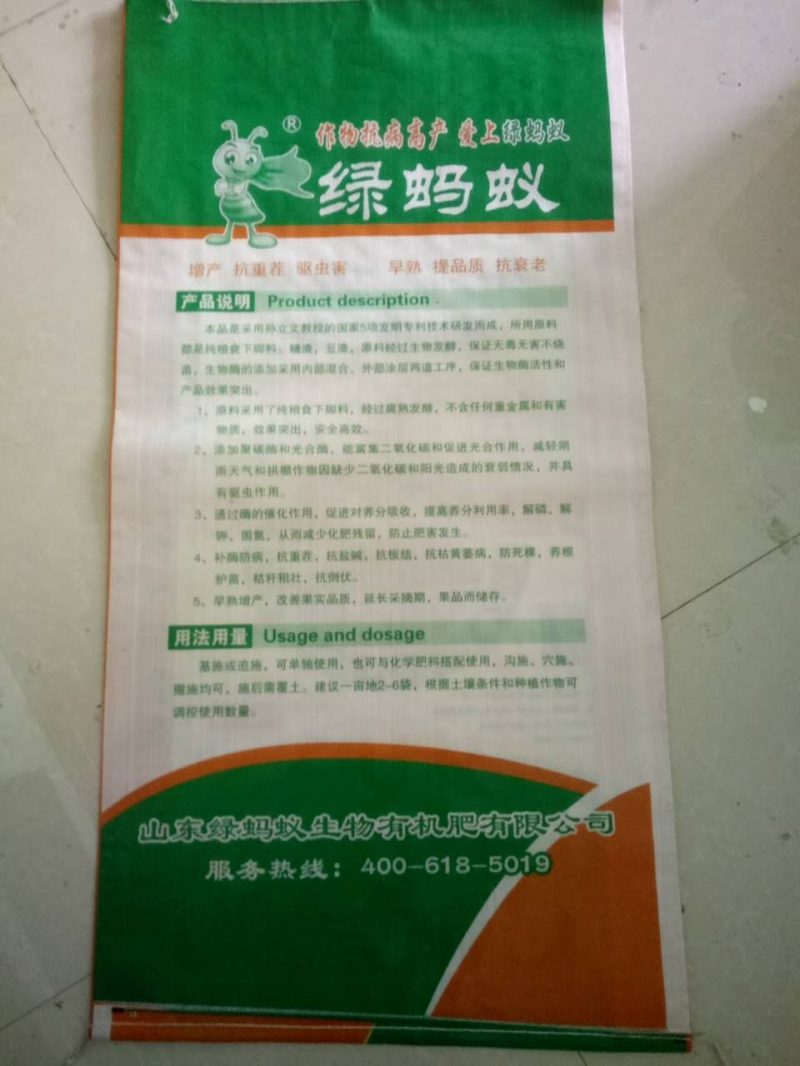 ®
作物抗病高产 爱上绿蚂蚁
绿蚂蚁
增产 抗重茬 驱虫害 早熟 提品质 抗衰老
产品说明 Product description
本品是采用孙立文教授的国家5项发明专利技术研发而成，所用原料
都是纯粮食下脚料：糖渣，豆渣，原料经过生物发酵，保证无毒无害不烧
苗，生物酶的添加采用内部混合、外部涂层两道工序，保证生物酶活性和
产品效果突出。
1、原料采用了纯粮食下脚料，经过腐熟发酵，不含任何重金属和有害
物质，效果突出，安全高效。
2、添加聚碳酶和光合酶，能富集二氧化碳和促进光合作用，减轻阴
雨天气和拱棚作物因缺少二氧化碳和阳光造成的衰弱情况，并具
有驱虫作用。
3、通过酶的催化作用，促进对养分吸收，提高养分利用率，解磷、解
钾、固氮，从而减少化肥残留，防止肥害发生。
4、补酶防病，抗重茬，抗盐碱，抗板结，抗枯黄萎病，防死棵，养根
护苗，秸秆粗壮，抗倒伏。
5、早熟增产，改善果实品质，延长采摘期，果品耐储存。
用法用量 Usage and dosage
基施或追施，可单独使用，也可与化学肥料搭配使用，沟施、穴施、
撒施均可，施后需覆土。建议一亩地2-6袋，根据土壤条件和种植作物可
调控使用数量。
山东绿蚂蚁生物有机肥有限公司
服务热线：400-618-5019